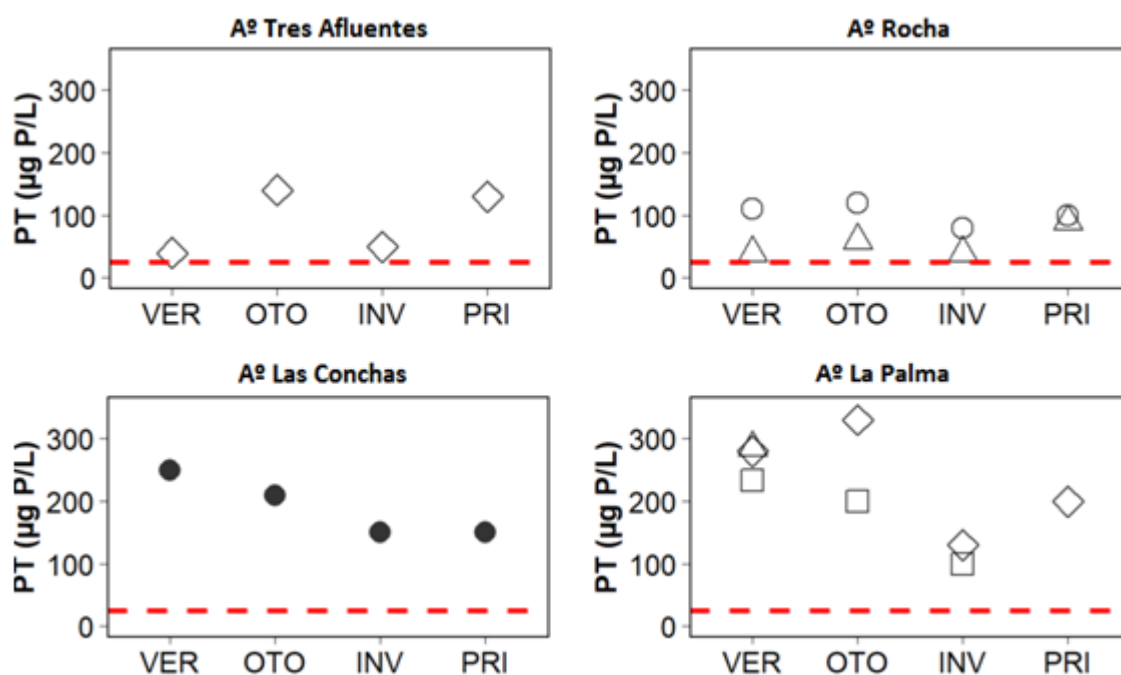 Aº Tres Afluentes
PT (µg P/L)
300
200
100
0
VER OTO INV PRI
Aº Rocha
PT (µg P/L)
300
200
100
0
VER OTO INV PRI
Aº Las Conchas
PT (µg P/L)
300
200
100
0
VER OTO INV PRI
Aº La Palma
PT (µg P/L)
300
200
100
0
VER OTO INV PRI